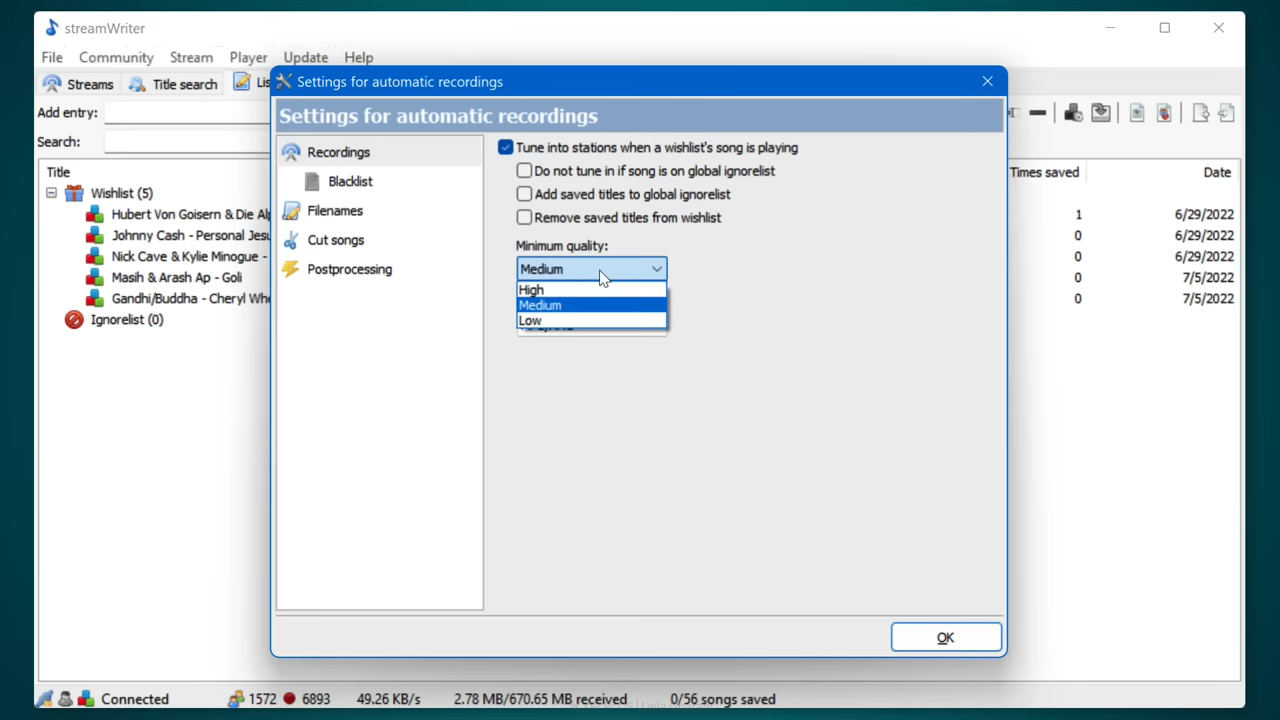 streamWriter
File Community Stream Player Update Help
Settings for automatic recordings
Streams Title search Lis
Settings for automatic recordings
Add entry:
Search:
Recordings
Blacklist
Filenames
Cut songs
Postprocessing
Tune into stations when a wishlist's song is playing
Do not tune in if song is on global ignorelist
Add saved titles to global ignorelist
Remove saved titles from wishlist
Minimum quality:
Medium
High
Medium
Low
Title Times saved Date
Wishlist (5)
Hubert Von Goisern & Die Al 1 6/29/2022
Johnny Cash - Personal Jesu 0 6/29/2022
Nick Cave & Kylie Minogue - 0 6/29/2022
Masih & Arash Ap - Goli 0 7/5/2022
Gandhi/Buddha - Cheryl Whe 0 7/5/2022
Ignorelist (0)
OK
Connected 1572 6893 49.26 KB/s 2.78 MB/670.65 MB received 0/56 songs saved